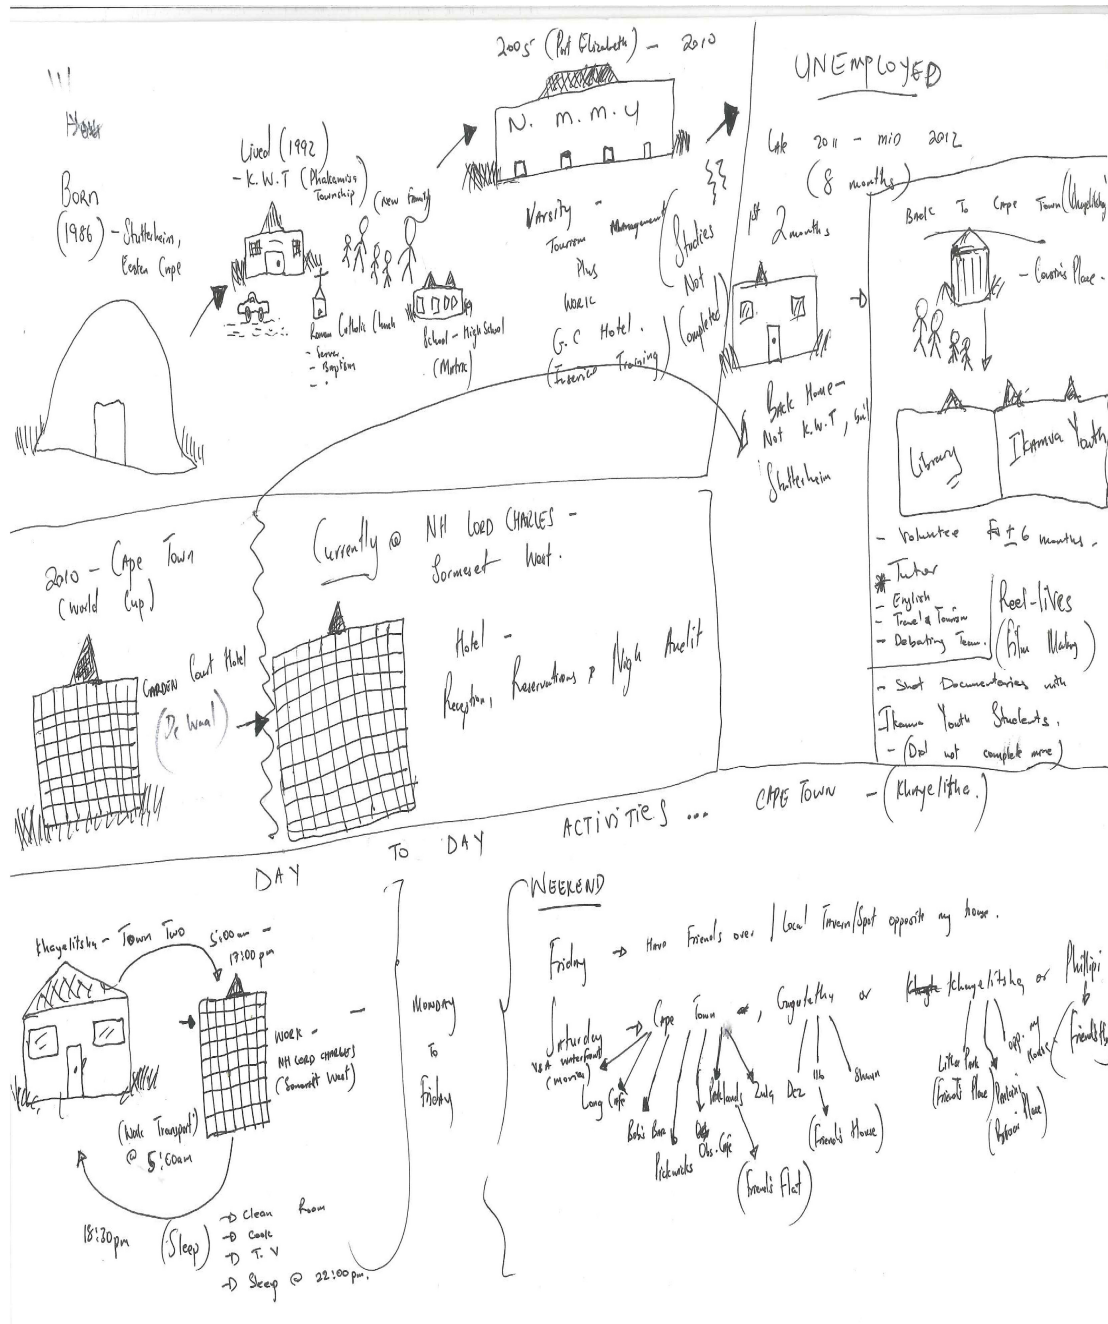 Born
(1986) - Stutterheim,
Eastern Cape
Lived (1992)
- K.W.T (Phakamisa
Township)
(New Family)
Roman Catholic Church
- Server
- Baptism
School - High School
(Matric)
2005 (Port Elizabeth) - 2010
N. M. M. U
Varsity -
Tourism Management
Plus
Work
G.C Hotel.
(Inservice Training)
(Studies
Not
Completed)
UNEMPLOYED
Late 2011 - mid 2012
(8 months)
1st 2 months
Back Home -
Not K.W.T, but
Stutterheim
Back To Cape Town
- Cousin's Place -
Library
Ikamva Youth
- Volunteer for ± 6 months.
Tutor
- English
- Travel & Tourism
- Debating Team.
Reel-lives
(Film Making)
- Shot Documentaries with
Ikamva Youth Students.
- (Did not complete mine)
2010 - Cape Town
(World Cup)
GARDEN Court Hotel
(De Waal)
Currently @ NH LORD CHARLES -
Sormeset West.
Hotel -
Reception, Reservations & Nigh Audit
DAY TO DAY ACTIVITIES ... CAPE TOWN - (Khayelitha.)
Khayelitsha - Town Two
5:00am -
17:00pm
WORK -
NH LORD CHARLES
(Somerset West)
(Work Transport)
@ 5:00am
18:30pm
(Sleep)
→ Clean Room
→ Cook
→ T.V
→ Sleep @ 22:00pm.
MONDAY
To
Friday
WEEKEND
Friday → Have Friends over / Local Tavern/Spot opposite my house.
Saturday → Cape Town, Gugulethu or Khayelitsha or Phillipi
V&A Waterfront
(movies)
Long Cafe
Bob's Bar
Pickwicks
Obs. Cafe
Parklands
(Friend's Flat)
Zula
Dez
(Friend's House)
Litha Park
(Friend's Place)